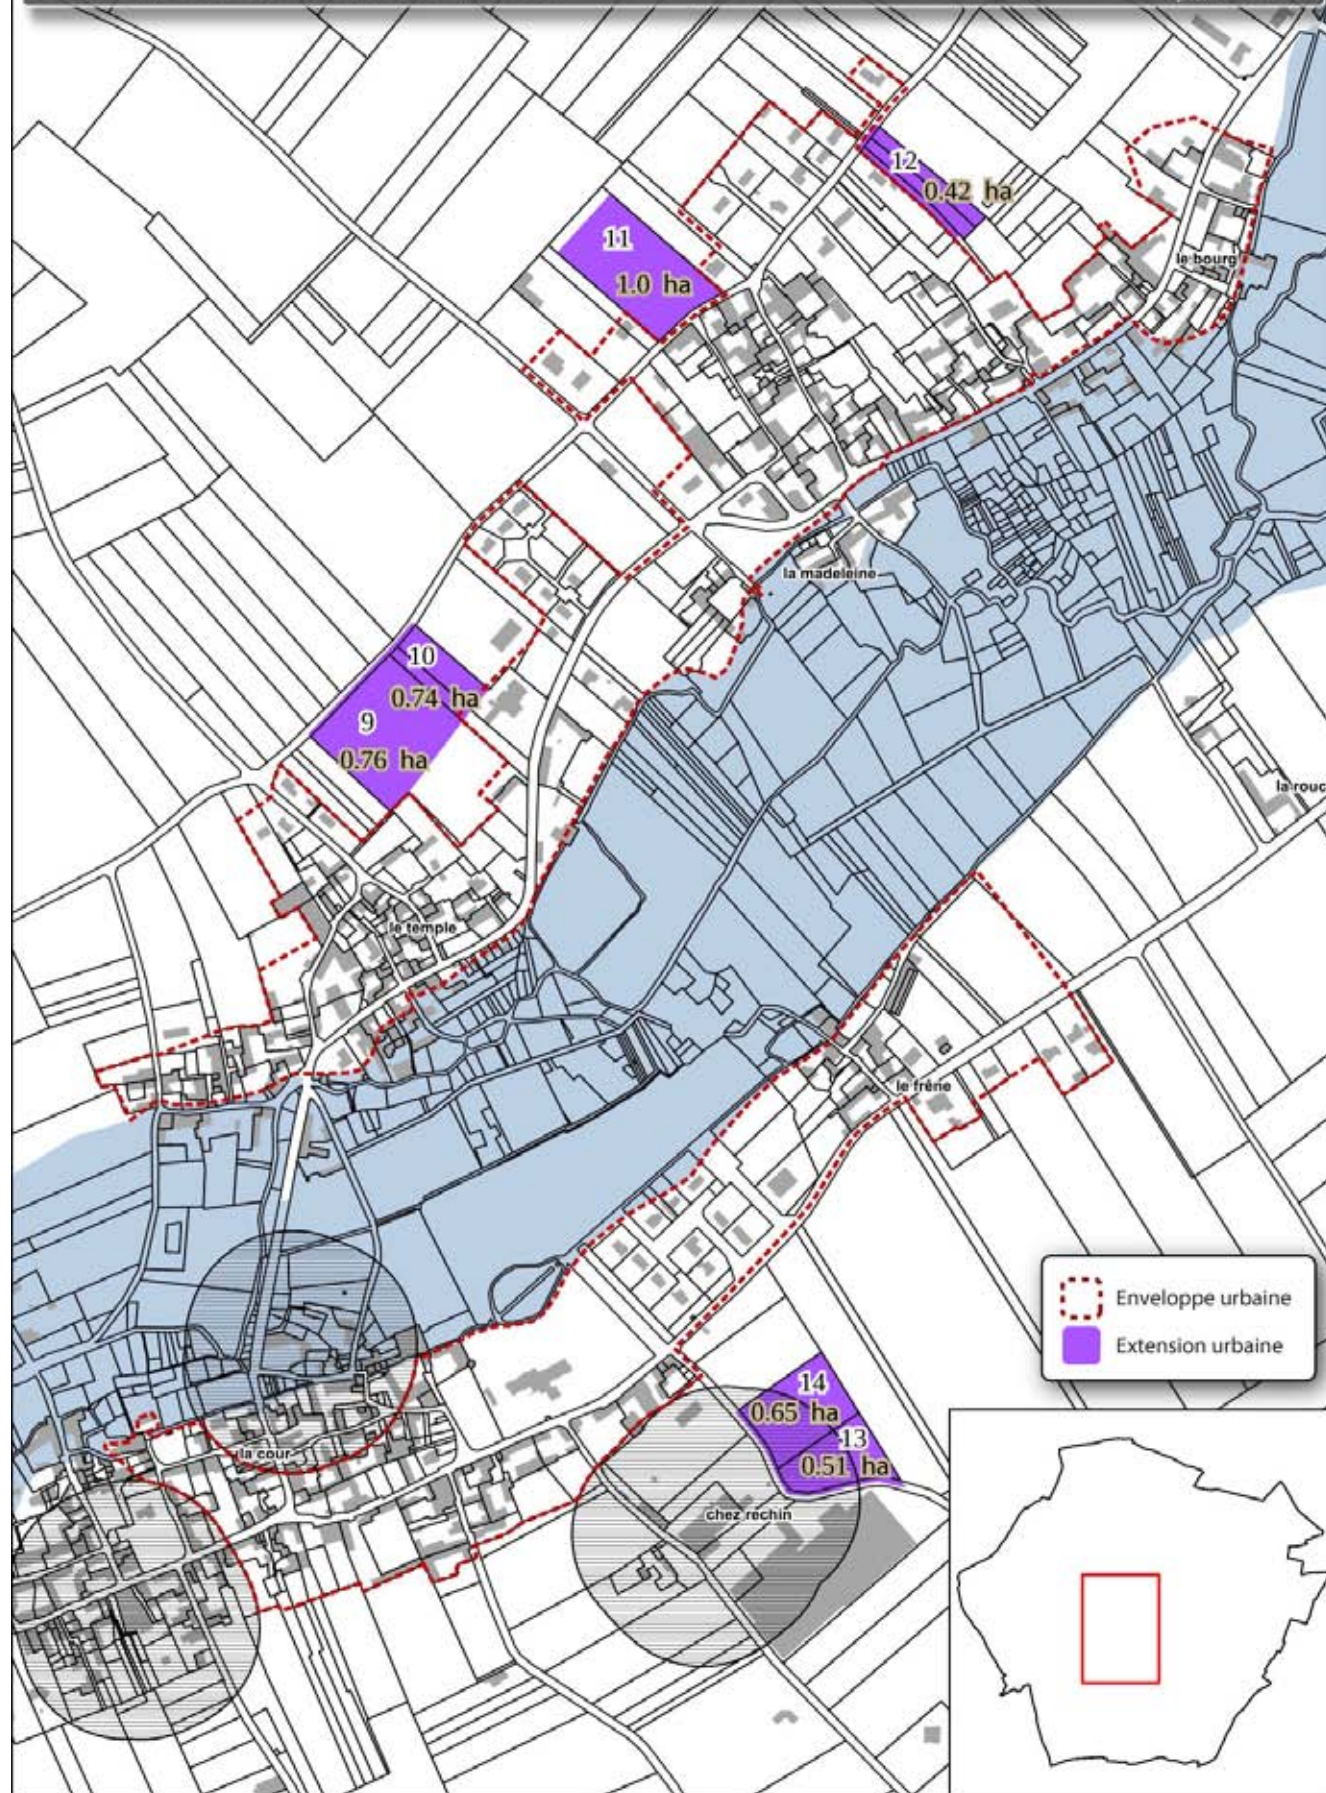 12
0.42 ha
le bourg
11
1.0 ha
la madeleine
10
0.74 ha
9
0.76 ha
la rouc
le temple
le frêne
Enveloppe urbaine
Extension urbaine
14
0.65 ha
13
0.51 ha
la cour
chez rechin